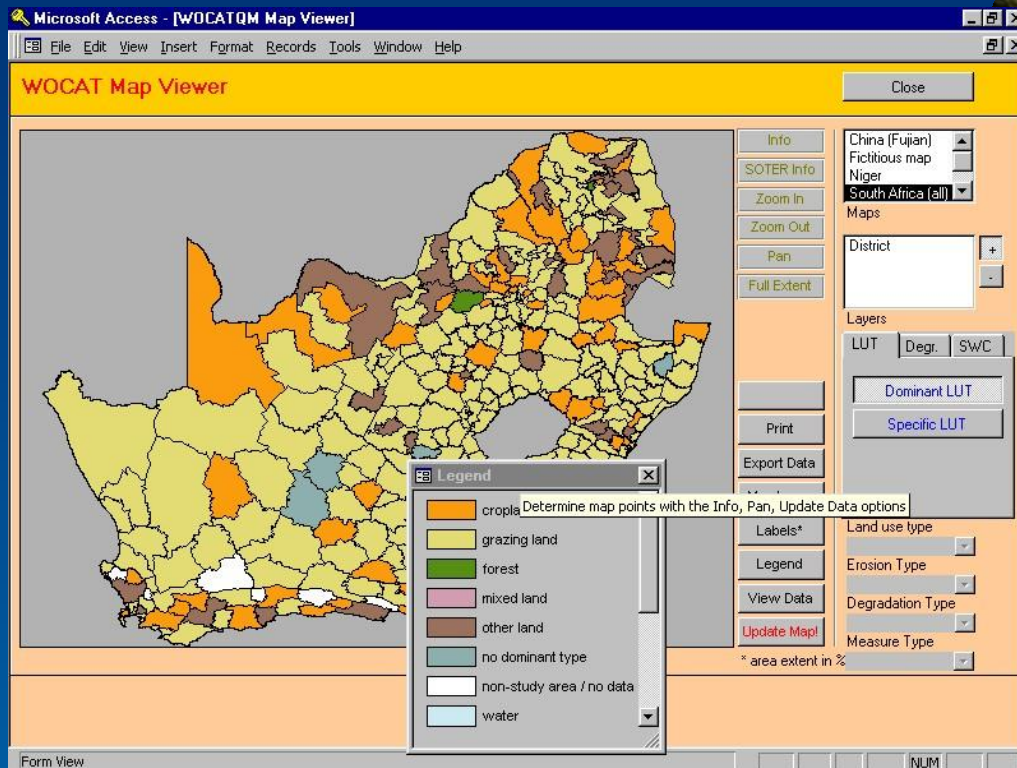 Microsoft Access - [WOCATQM Map Viewer]
File Edit View Insert Format Records Tools Window Help
WOCAT Map Viewer
Close
Info
SOTER Info
Zoom In
Zoom Out
Pan
Full Extent
China (Fujian)
Fictitious map
Niger
South Africa (all)
Maps
District
+
-
Layers
LUT Degr. SWC
Dominant LUT
Specific LUT
Print
Export Data
Labels*
Legend
View Data
Update Map!
* area extent in %
Land use type
Erosion Type
Degradation Type
Measure Type
Legend
cropla
Determine map points with the Info, Pan, Update Data options
grazing land
forest
mixed land
other land
no dominant type
non-study area / no data
water
Form View
NUM